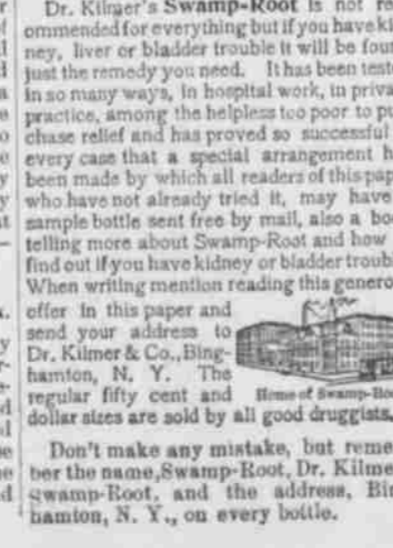 Dr. Kilmer's Swamp-Root is not re
ommended for everything but if you have ki
ney, liver or bladder trouble it will be fou
just the remedy you need. It has been teste
in so many ways, in hospital work, in priva
practice, among the helpless too poor to pu
chase relief and has proved so successful
every case that a special arrangement h
been made by which all readers of this pap
who have not already tried it, may have
sample bottle sent free by mail, also a boo
telling more about Swamp-Root and how
find out if you have kidney or bladder troubl
When writing mention reading this genero
offer in this paper and
send your address to
Dr. Kilmer & Co., Bing-
hamton, N. Y. The
regular fifty cent and
Home of Swamp-Roo
dollar sizes are sold by all good druggists.
Don't make any mistake, but reme
ber the name, Swamp-Root, Dr. Kilme
Swamp-Root, and the address, Bin
hamton, N. Y., on every bottle.